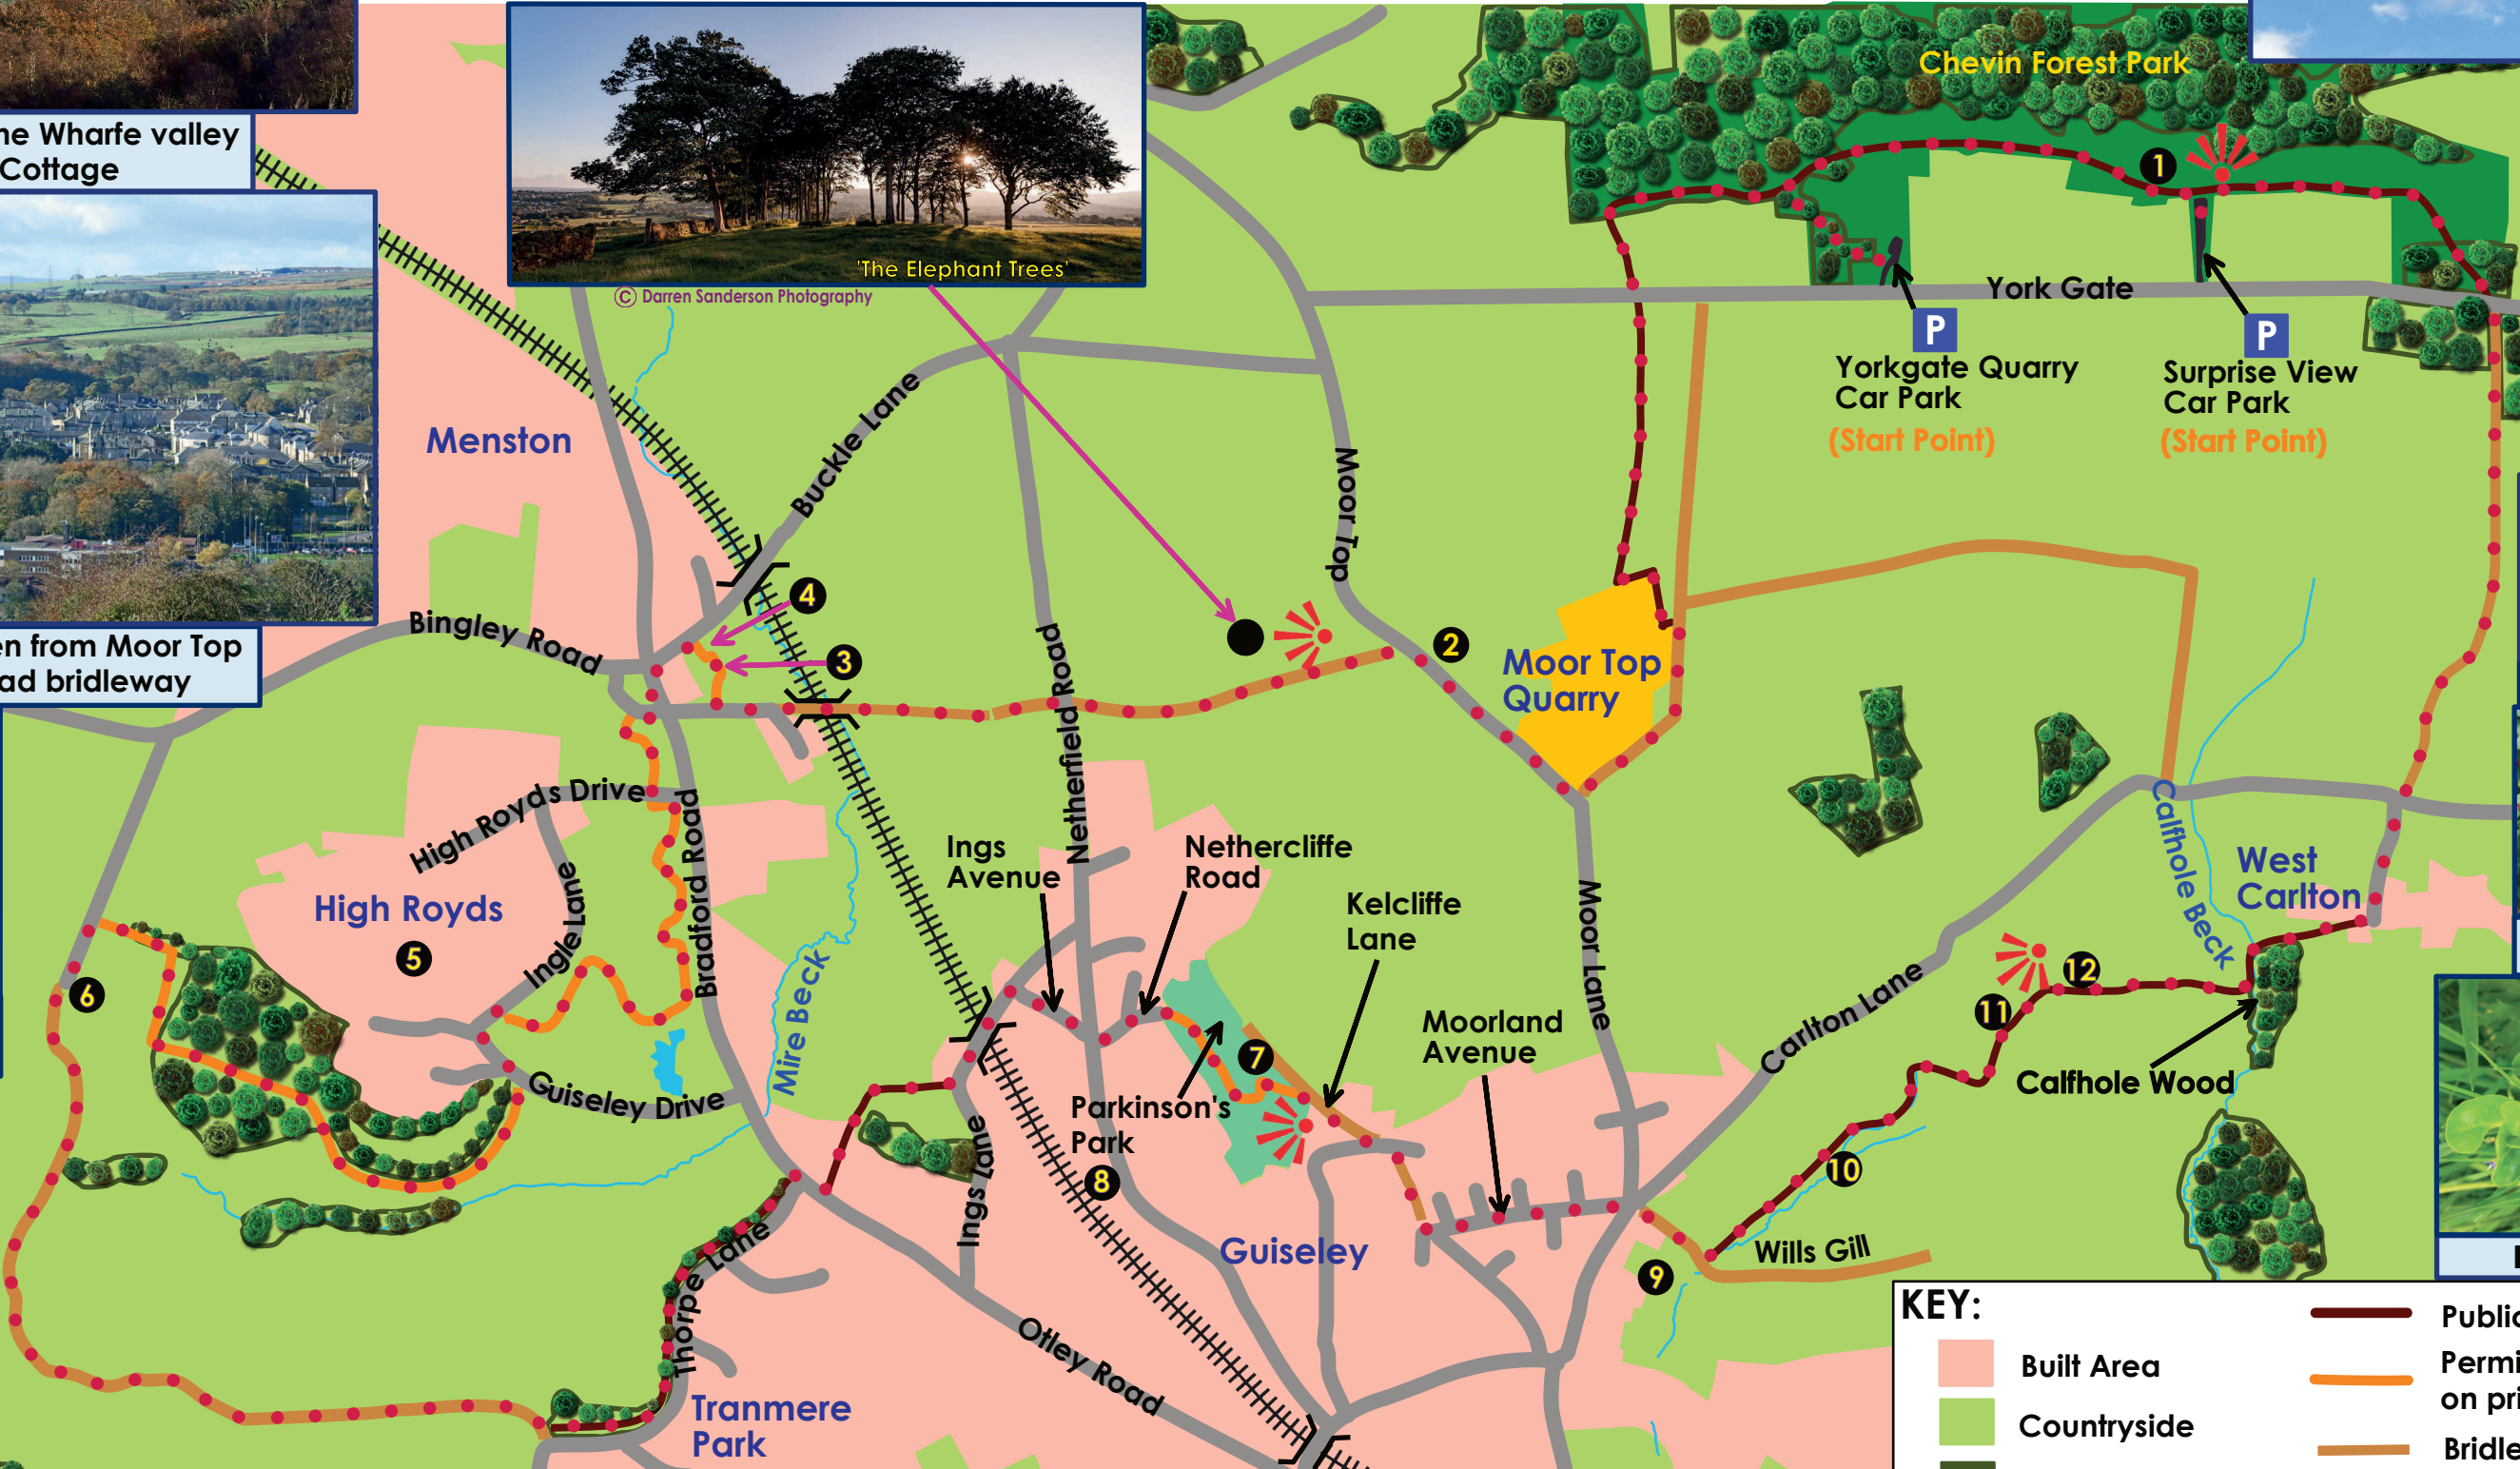 Chevin Forest Park
he Wharfe valley
Cottage
'The Elephant Trees'
© Darren Sanderson Photography
1
York Gate
P
Yorkgate Quarry
Car Park
(Start Point)
P
Surprise View
Car Park
(Start Point)
Menston
Buckle Lane
Moor Top
4
3
2
Bingley Road
en from Moor Top
ad bridleway
Netherfield Road
Moor Top
Quarry
High Royds Drive
Bradford Road
Ings
Avenue
Nethercliffe
Road
Kelcliffe
Lane
Moor Lane
Calfhole Beck
West
Carlton
High Royds
5
Ingle Lane
6
Mire Beck
Carlton Lane
12
11
Moorland
Avenue
7
Calfhole Wood
Guiseley Drive
Parkinson's
Park
8
10
Ings Lane
Thorpe Lane
Guiseley
Wills Gill
9
Otley Road
Tranmere
Park
KEY:
Built Area
Countryside
Public
Permi
on pri
Bridle